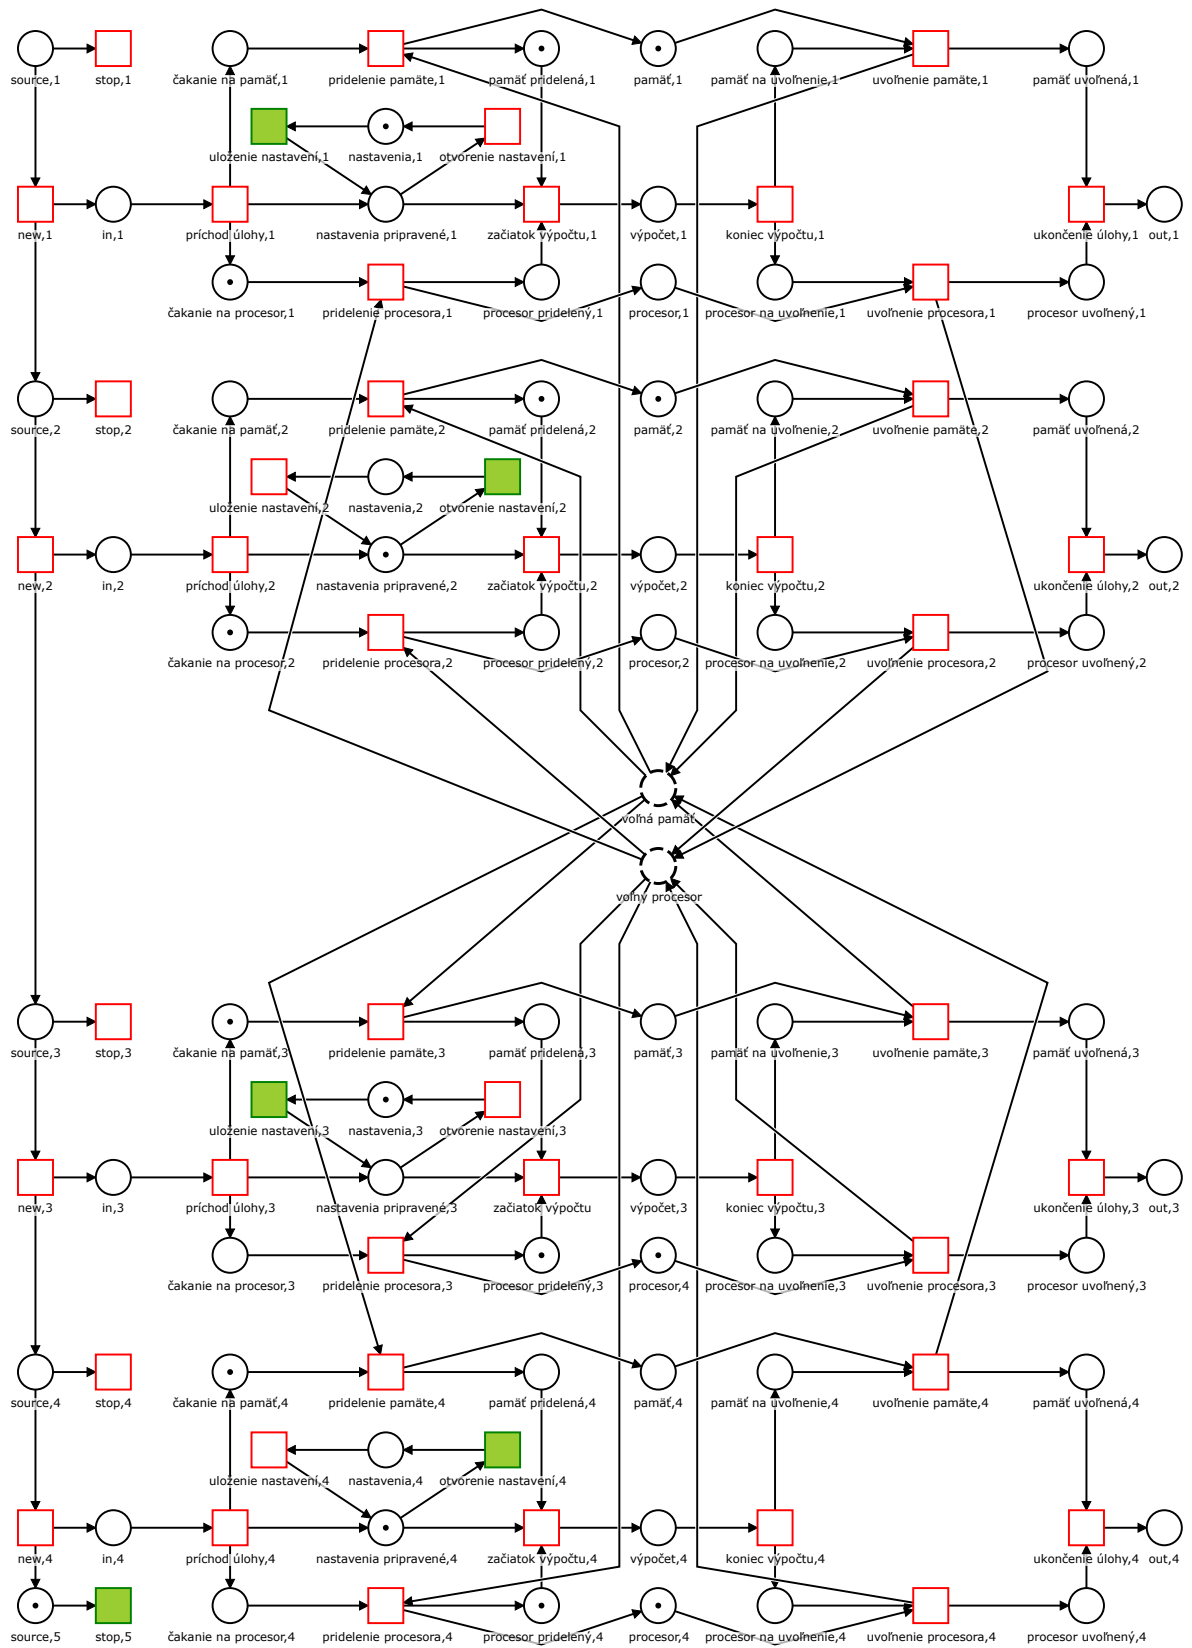 source,1 stop,1 čakanie na pamäť,1 pridelenie pamäte,1 pamäť pridelená,1 pamäť,1 pamäť na uvoľnenie,1 uvoľnenie pamäte,1 pamäť uvoľnená,1
uloženie nastavení,1 nastavenia,1 otvorenie nastavení,1
new,1 in,1 príchod úlohy,1 nastavenia pripravené,1 začiatok výpočtu,1 výpočet,1 koniec výpočtu,1 ukončenie úlohy,1 out,1
čakanie na procesor,1 pridelenie procesora,1 procesor pridelený,1 procesor,1 procesor na uvoľnenie,1 uvoľnenie procesora,1 procesor uvoľnený,1
source,2 stop,2 čakanie na pamäť,2 pridelenie pamäte,2 pamäť pridelená,2 pamäť,2 pamäť na uvoľnenie,2 uvoľnenie pamäte,2 pamäť uvoľnená,2
uloženie nastavení,2 nastavenia,2 otvorenie nastavení,2
new,2 in,2 príchod úlohy,2 nastavenia pripravené,2 začiatok výpočtu,2 výpočet,2 koniec výpočtu,2 ukončenie úlohy,2 out,2
čakanie na procesor,2 pridelenie procesora,2 procesor pridelený,2 procesor,2 procesor na uvoľnenie,2 uvoľnenie procesora,2 procesor uvoľnený,2
voľná pamäť
voľný procesor
source,3 stop,3 čakanie na pamäť,3 pridelenie pamäte,3 pamäť pridelená,3 pamäť,3 pamäť na uvoľnenie,3 uvoľnenie pamäte,3 pamäť uvoľnená,3
uloženie nastavení,3 nastavenia,3 otvorenie nastavení,3
new,3 in,3 príchod úlohy,3 nastavenia pripravené,3 začiatok výpočtu výpočet,3 koniec výpočtu,3 ukončenie úlohy,3 out,3
čakanie na procesor,3 pridelenie procesora,3 procesor pridelený,3 procesor,4 procesor na uvoľnenie,3 uvoľnenie procesora,3 procesor uvoľnený,3
source,4 stop,4 čakanie na pamäť,4 pridelenie pamäte,4 pamäť pridelená,4 pamäť,4 pamäť na uvoľnenie,4 uvoľnenie pamäte,4 pamäť uvoľnená,4
uloženie nastavení,4 nastavenia,4 otvorenie nastavení,4
new,4 in,4 príchod úlohy,4 nastavenia pripravené,4 začiatok výpočtu,4 výpočet,4 koniec výpočtu,4 ukončenie úlohy,4 out,4
source,5 stop,5 čakanie na procesor,4 pridelenie procesora,4 procesor pridelený,4 procesor,4 procesor na uvoľnenie,4 uvoľnenie procesora,4 procesor uvoľnený,4